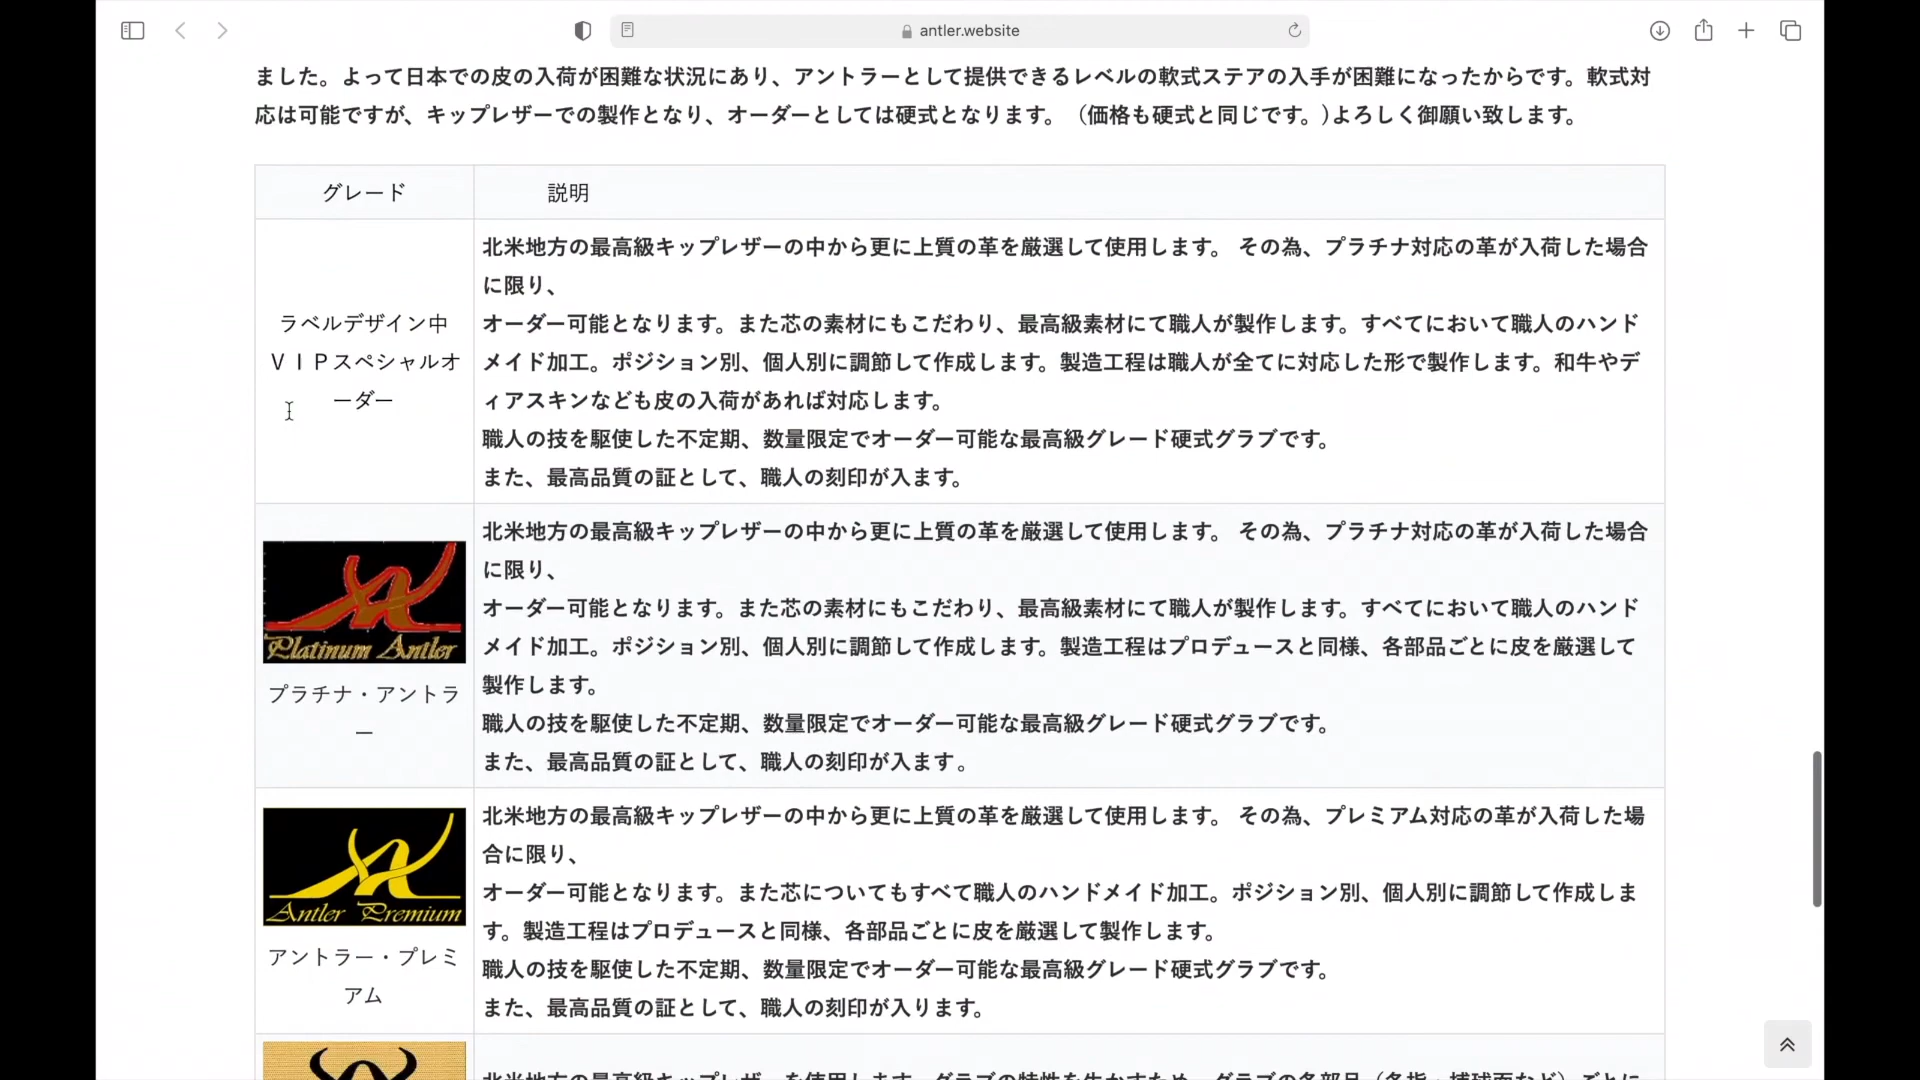 antler.website
ました。よって日本での皮の入荷が困難な状況にあり、アントラーとして提供できるレベルの軟式ステアの入手が困難になったからです。軟式対
応は可能ですが、キップレザーでの製作となり、オーダーとしては硬式となります。（価格も硬式と同じです。)よろしく御願い致します。
グレード
説明
ラベルデザイン中
ＶＩＰスペシャルオ
ーダー
北米地方の最高級キップレザーの中から更に上質の革を厳選して使用します。 その為、プラチナ対応の革が入荷した場合
に限り、
オーダー可能となります。また芯の素材にもこだわり、最高級素材にて職人が製作します。すべてにおいて職人のハンド
メイド加工。ポジション別、個人別に調節して作成します。製造工程は職人が全てに対応した形で製作します。和牛やデ
ィアスキンなども皮の入荷があれば対応します。
職人の技を駆使した不定期、数量限定でオーダー可能な最高級グレード硬式グラブです。
また、最高品質の証として、職人の刻印が入ます。
Platinum Antler
プラチナ・アントラ
ー
北米地方の最高級キップレザーの中から更に上質の革を厳選して使用します。 その為、プラチナ対応の革が入荷した場合
に限り、
オーダー可能となります。また芯の素材にもこだわり、最高級素材にて職人が製作します。すべてにおいて職人のハンド
メイド加工。ポジション別、個人別に調節して作成します。製造工程はプロデュースと同様、各部品ごとに皮を厳選して
製作します。
職人の技を駆使した不定期、数量限定でオーダー可能な最高級グレード硬式グラブです。
また、最高品質の証として、職人の刻印が入ます。
Antler Premium
アントラー・プレミ
アム
北米地方の最高級キップレザーの中から更に上質の革を厳選して使用します。 その為、プレミアム対応の革が入荷した場
合に限り、
オーダー可能となります。また芯についてもすべて職人のハンドメイド加工。ポジション別、個人別に調節して作成しま
す。製造工程はプロデュースと同様、各部品ごとに皮を厳選して製作します。
職人の技を駆使した不定期、数量限定でオーダー可能な最高級グレード硬式グラブです。
また、最高品質の証として、職人の刻印が入ります。